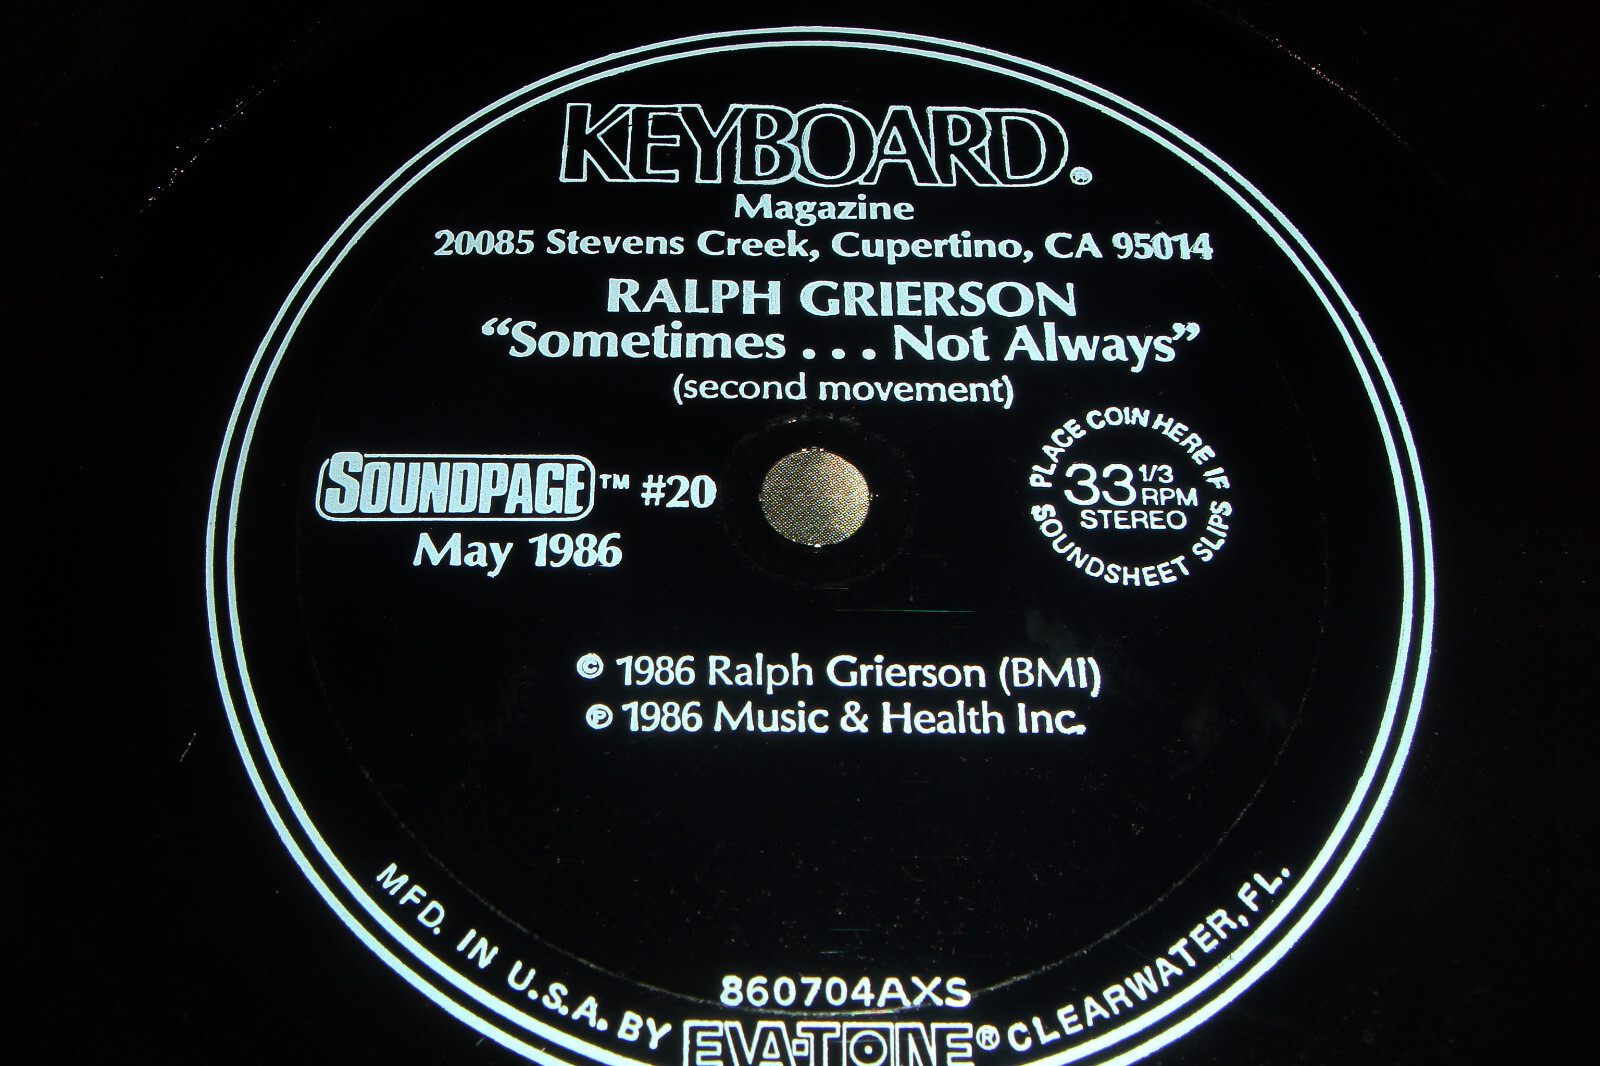 KEYBOARD®
Magazine
20085 Stevens Creek, Cupertino, CA 95014
RALPH GRIERSON
“Sometimes . . . Not Always”
(second movement)
SOUNDPAGE™ #20
May 1986
PLACE COIN HERE IF SOUNDSHEET SLIPS
33 1/3
RPM
STEREO
© 1986 Ralph Grierson (BMI)
℗ 1986 Music & Health Inc.
860704AXS
MFD. IN U.S.A. BY EVA-TONE® CLEARWATER, FL.